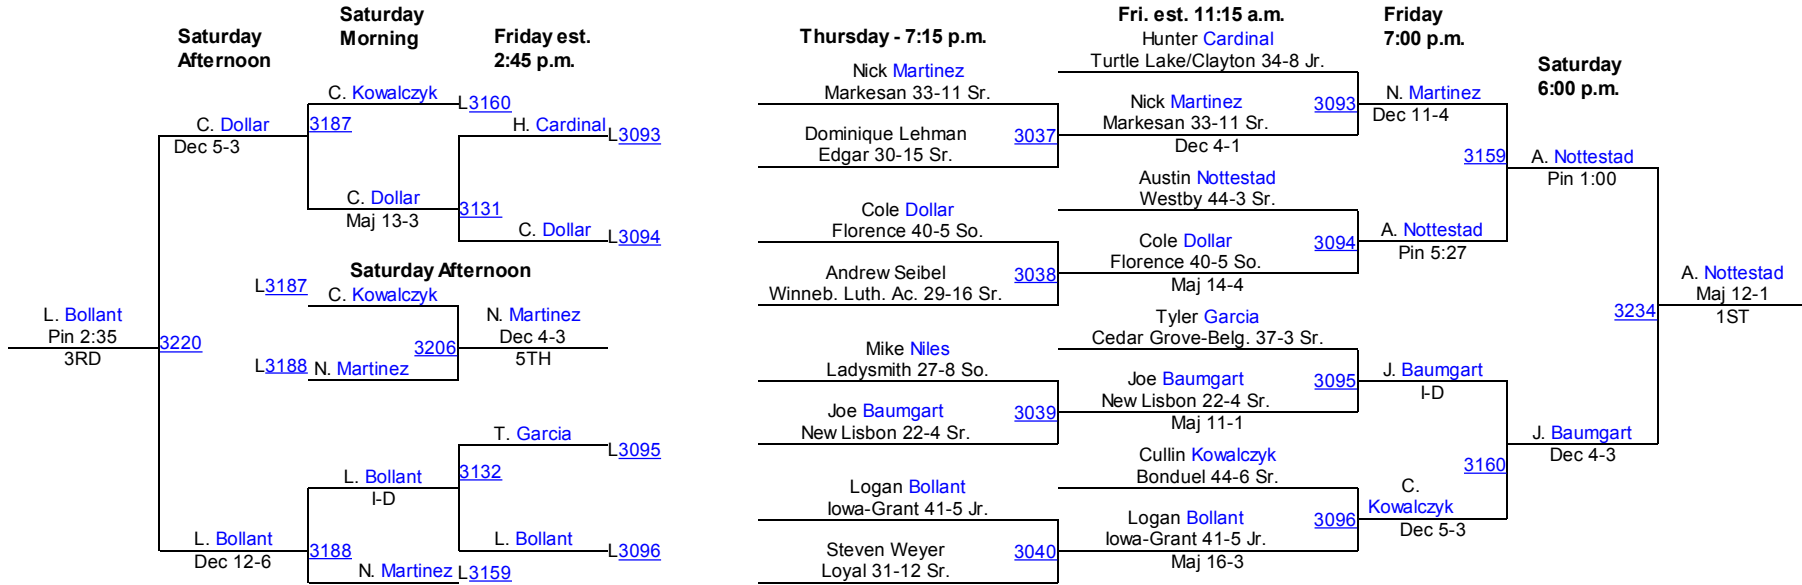 Saturday
Afternoon
Saturday
Morning
Friday est.
2:45 p.m.
C. Kowalczyk
L3160
C. Dollar
Dec 5-3
3187
H. Cardinal
L3093
C. Dollar
Maj 13-3
3131
C. Dollar
L3094
Saturday Afternoon
L3187
C. Kowalczyk
L. Bollant
Pin 2:35
3RD
3220
3206
N. Martinez
Dec 4-3
5TH
L3188
N. Martinez
T. Garcia
L3095
L. Bollant
I-D
3132
L. Bollant
Dec 12-6
3188
L. Bollant
L3096
N. Martinez
L3159
Thursday - 7:15 p.m.
Nick Martinez
Markesan 33-11 Sr.
Dominique Lehman
Edgar 30-15 Sr.
3037
Cole Dollar
Florence 40-5 So.
Andrew Seibel
Winneb. Luth. Ac. 29-16 Sr.
3038
Mike Niles
Ladysmith 27-8 So.
Joe Baumgart
New Lisbon 22-4 Sr.
3039
Logan Bollant
Iowa-Grant 41-5 Jr.
Steven Weyer
Loyal 31-12 Sr.
3040
Fri. est. 11:15 a.m.
Hunter Cardinal
Turtle Lake/Clayton 34-8 Jr.
Nick Martinez
Markesan 33-11 Sr.
Dec 4-1
3093
Austin Nottestad
Westby 44-3 Sr.
Cole Dollar
Florence 40-5 So.
Maj 14-4
3094
Tyler Garcia
Cedar Grove-Belg. 37-3 Sr.
Joe Baumgart
New Lisbon 22-4 Sr.
Maj 11-1
3095
Cullin Kowalczyk
Bonduel 44-6 Sr.
Logan Bollant
Iowa-Grant 41-5 Jr.
Maj 16-3
3096
Friday
7:00 p.m.
N. Martinez
Dec 11-4
3159
A. Nottestad
Pin 5:27
J. Baumgart
I-D
3160
C.
Kowalczyk
Dec 5-3
Saturday
6:00 p.m.
A. Nottestad
Pin 1:00
J. Baumgart
Dec 4-3
3234
A. Nottestad
Maj 12-1
1ST